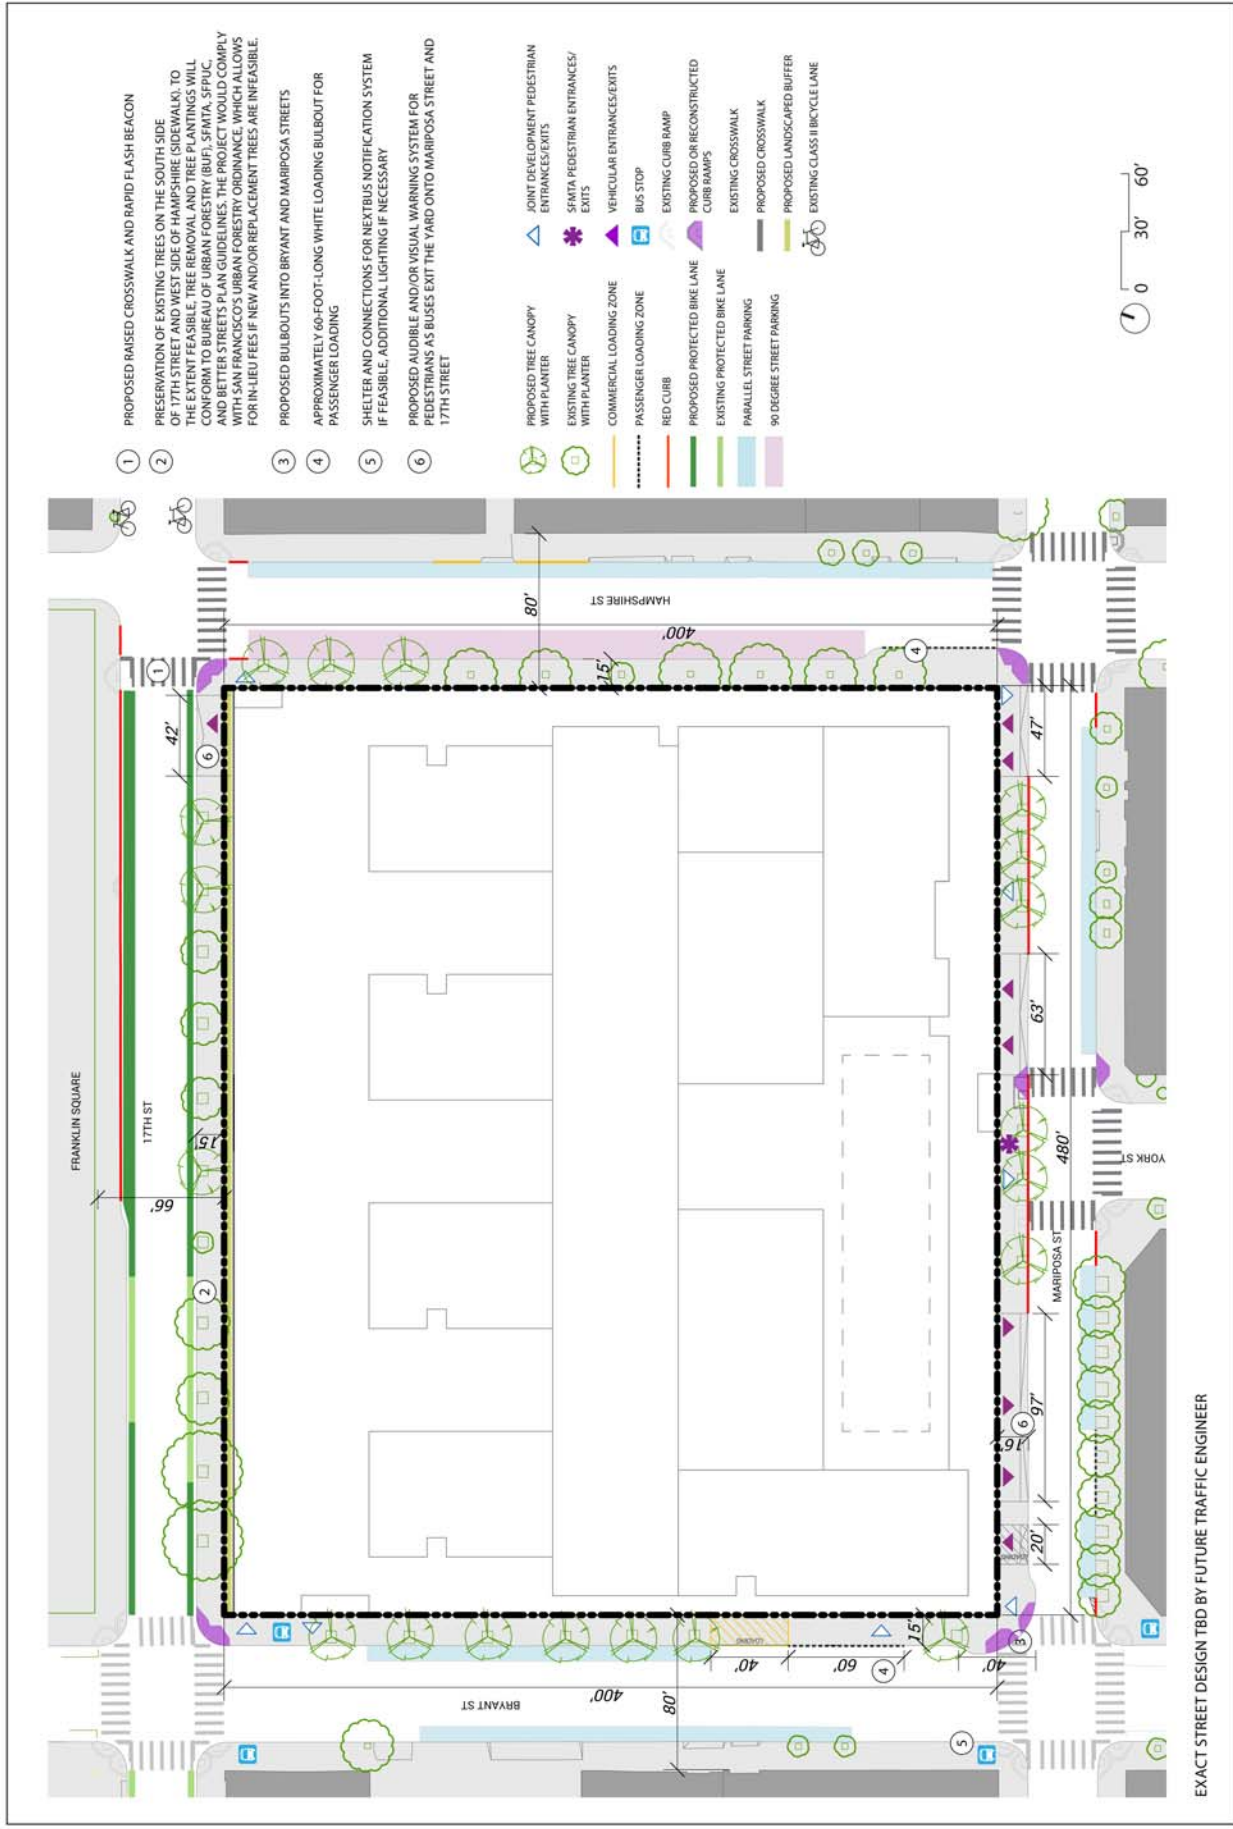 1 PROPOSED RAISED CROSSWALK AND RAPID FLASH BEACON
2 PRESERVATION OF EXISTING TREES ON THE SOUTH SIDE
OF 17TH STREET AND WEST SIDE OF HAMPSHIRE (SIDEWALK). TO
THE EXTENT FEASIBLE, TREE REMOVAL AND TREE PLANTINGS WILL
CONFORM TO BUREAU OF URBAN FORESTRY (BUF), SFMTA, SFPUC,
AND BETTER STREETS PLAN GUIDELINES. THE PROJECT WOULD COMPLY
WITH SAN FRANCISCO'S URBAN FORESTRY ORDINANCE, WHICH ALLOWS
FOR IN-LIEU FEES IF NEW AND/OR REPLACEMENT TREES ARE INFEASIBLE.
3 PROPOSED BULBOUTS INTO BRYANT AND MARIPOSA STREETS
4 APPROXIMATELY 60-FOOT-LONG WHITE LOADING BULBOUT FOR
PASSENGER LOADING
5 SHELTER AND CONNECTIONS FOR NEXTBUS NOTIFICATION SYSTEM
IF FEASIBLE, ADDITIONAL LIGHTING IF NECESSARY
6 PROPOSED AUDIBLE AND/OR VISUAL WARNING SYSTEM FOR
PEDESTRIANS AS BUSES EXIT THE YARD ONTO MARIPOSA STREET AND
17TH STREET
PROPOSED TREE CANOPY
WITH PLANTER
EXISTING TREE CANOPY
WITH PLANTER
COMMERCIAL LOADING ZONE
PASSENGER LOADING ZONE
RED CURB
PROPOSED PROTECTED BIKE LANE
EXISTING PROTECTED BIKE LANE
PARALLEL STREET PARKING
90 DEGREE STREET PARKING
JOINT DEVELOPMENT PEDESTRIAN
ENTRANCES/EXITS
SFMTA PEDESTRIAN ENTRANCES/
EXITS
VEHICULAR ENTRANCES/EXITS
BUS STOP
EXISTING CURB RAMP
PROPOSED OR RECONSTRUCTED
CURB RAMPS
EXISTING CROSSWALK
PROPOSED CROSSWALK
PROPOSED LANDSCAPED BUFFER
EXISTING CLASS II BICYCLE LANE
0 30' 60'
FRANKLIN SQUARE
17TH ST
66'
15'
42'
1
2
6
HAMPSHIRE ST
80'
400'
15'
4
BRYANT ST
400'
80'
LOADING
40'
60'
15'
40'
4
3
5
MARIPOSA ST
YORK ST
47'
63'
480'
97'
16'
20'
LOADING
6
EXACT STREET DESIGN TBD BY FUTURE TRAFFIC ENGINEER